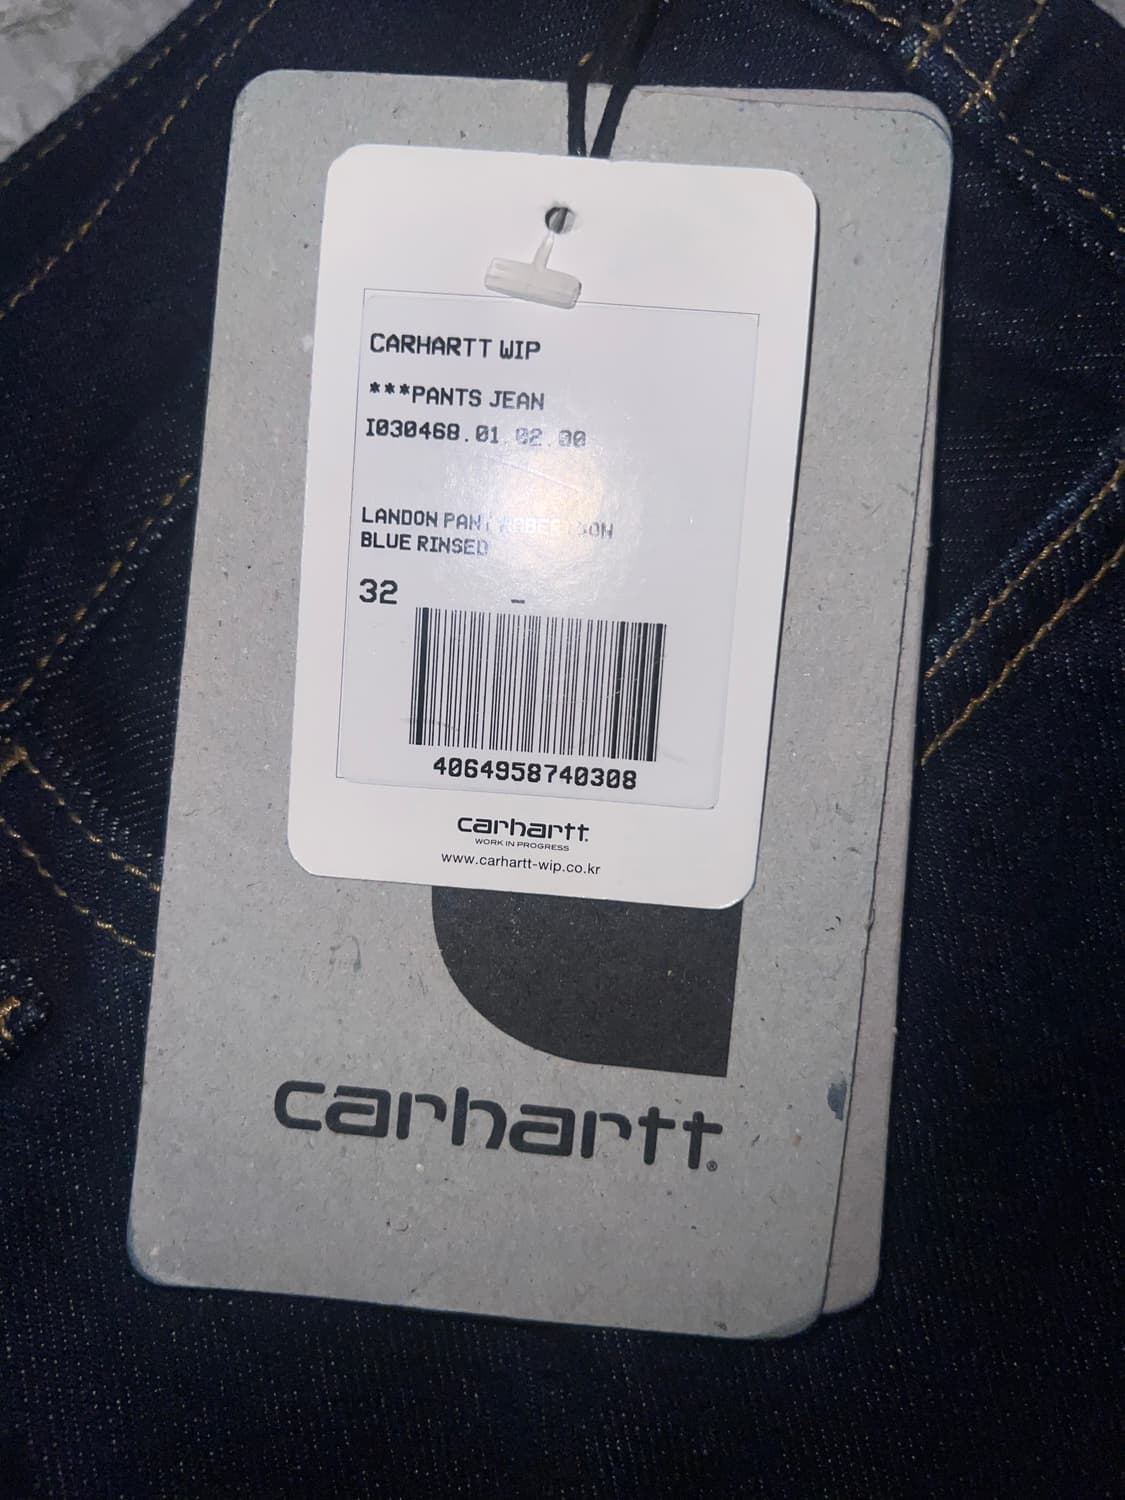 CARHARTT WIP
***PANTS JEAN
I030468.01.02.00
LANDON PANT ROBERTSON
BLUE RINSED
32 -
4064958740308
carhartt.
WORK IN PROGRESS
www.carhartt-wip.co.kr
carhartt®